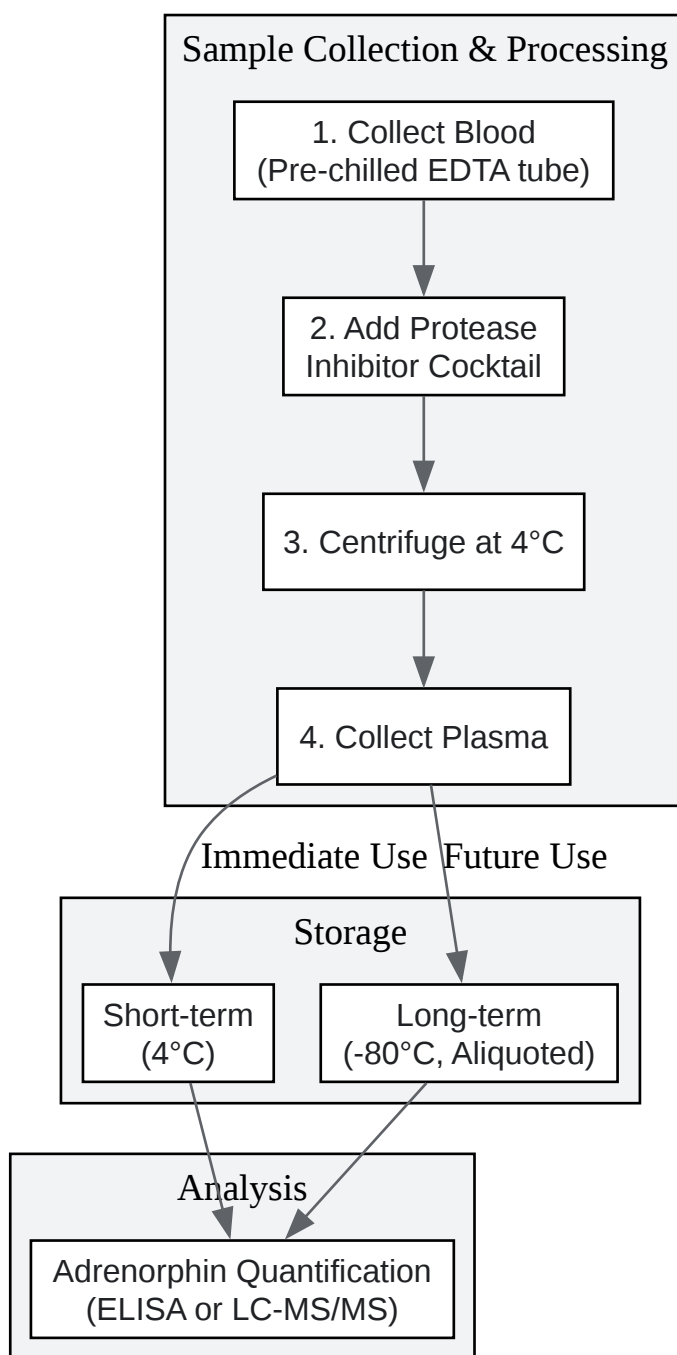 Sample Collection & Processing
1. Collect Blood
(Pre-chilled EDTA tube)
2. Add Protease
Inhibitor Cocktail
3. Centrifuge at 4°C
4. Collect Plasma
Immediate Use
Future Use
Storage
Short-term
(4°C)
Long-term
(-80°C, Aliquoted)
Analysis
Adrenorphin Quantification
(ELISA or LC-MS/MS)